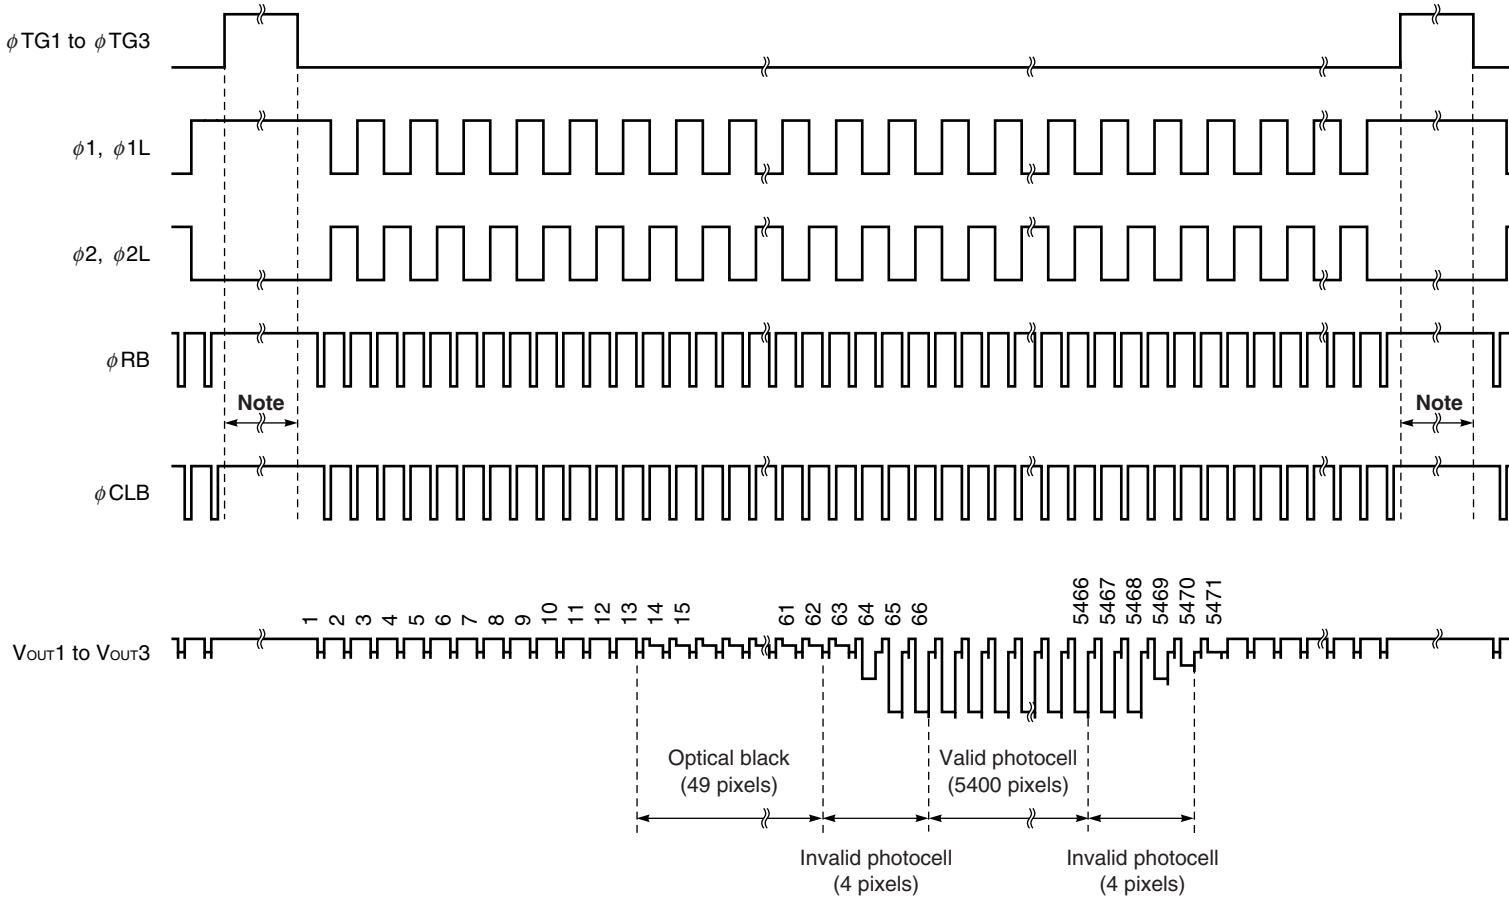 φTG1 to φTG3
φ1, φ1L
φ2, φ2L
φRB
Note
Note
φCLB
1 2 3 4 5 6 7 8 9 10 11 12 13 14 15 61 62 63 64 65 66 5466 5467 5468 5469 5470 5471
VOUT1 to VOUT3
Optical black
(49 pixels)
Valid photocell
(5400 pixels)
Invalid photocell
(4 pixels)
Invalid photocell
(4 pixels)